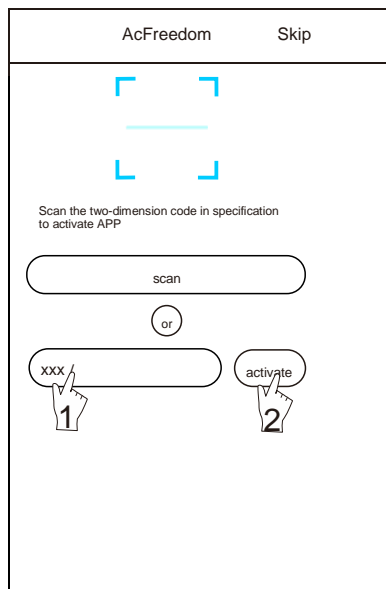 AcFreedom Skip
Scan the two-dimension code in specification
to activate APP
scan
or
xxx activate
1 2